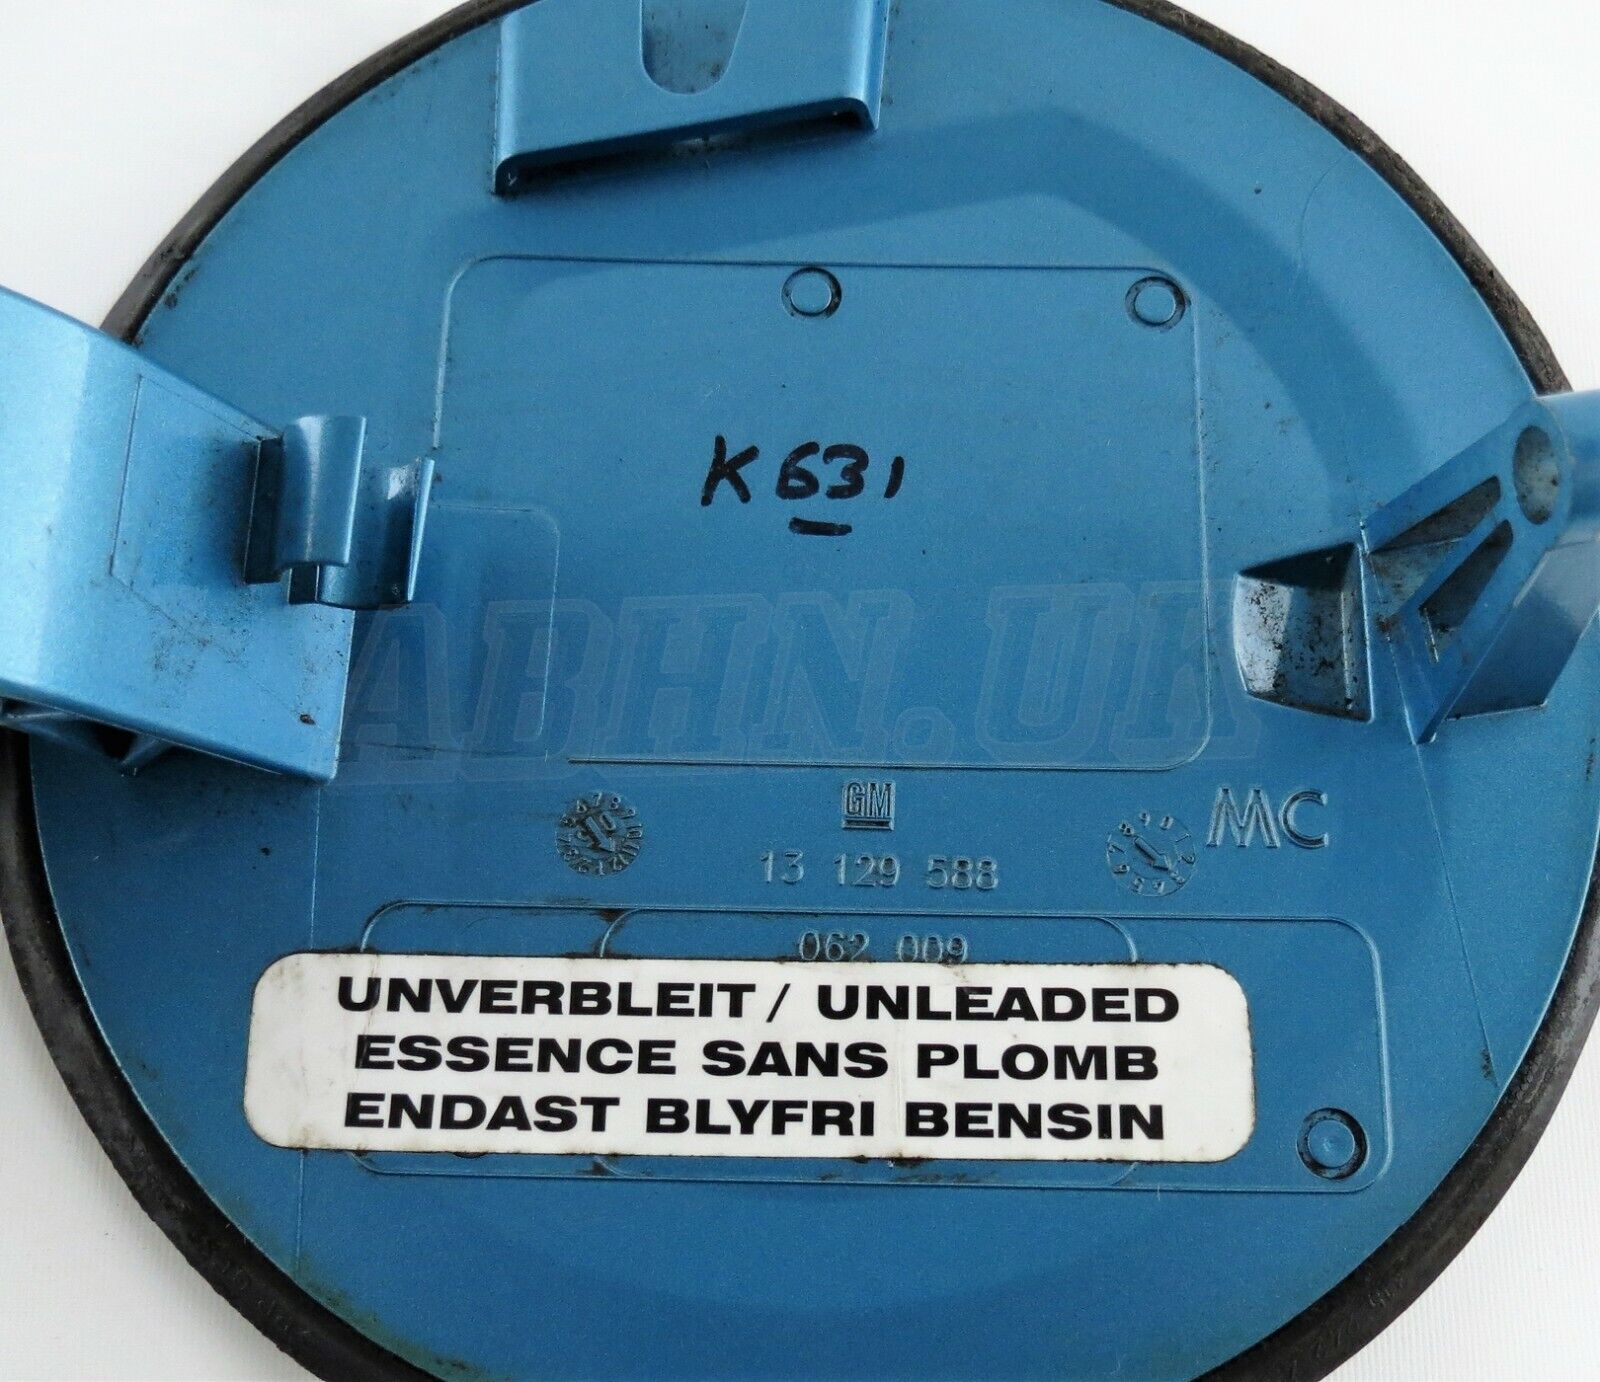 K631
ABHN.UK
GM
MC
13 129 588
062 009
UNVERBLEIT / UNLEADED
ESSENCE SANS PLOMB
ENDAST BLYFRI BENSIN